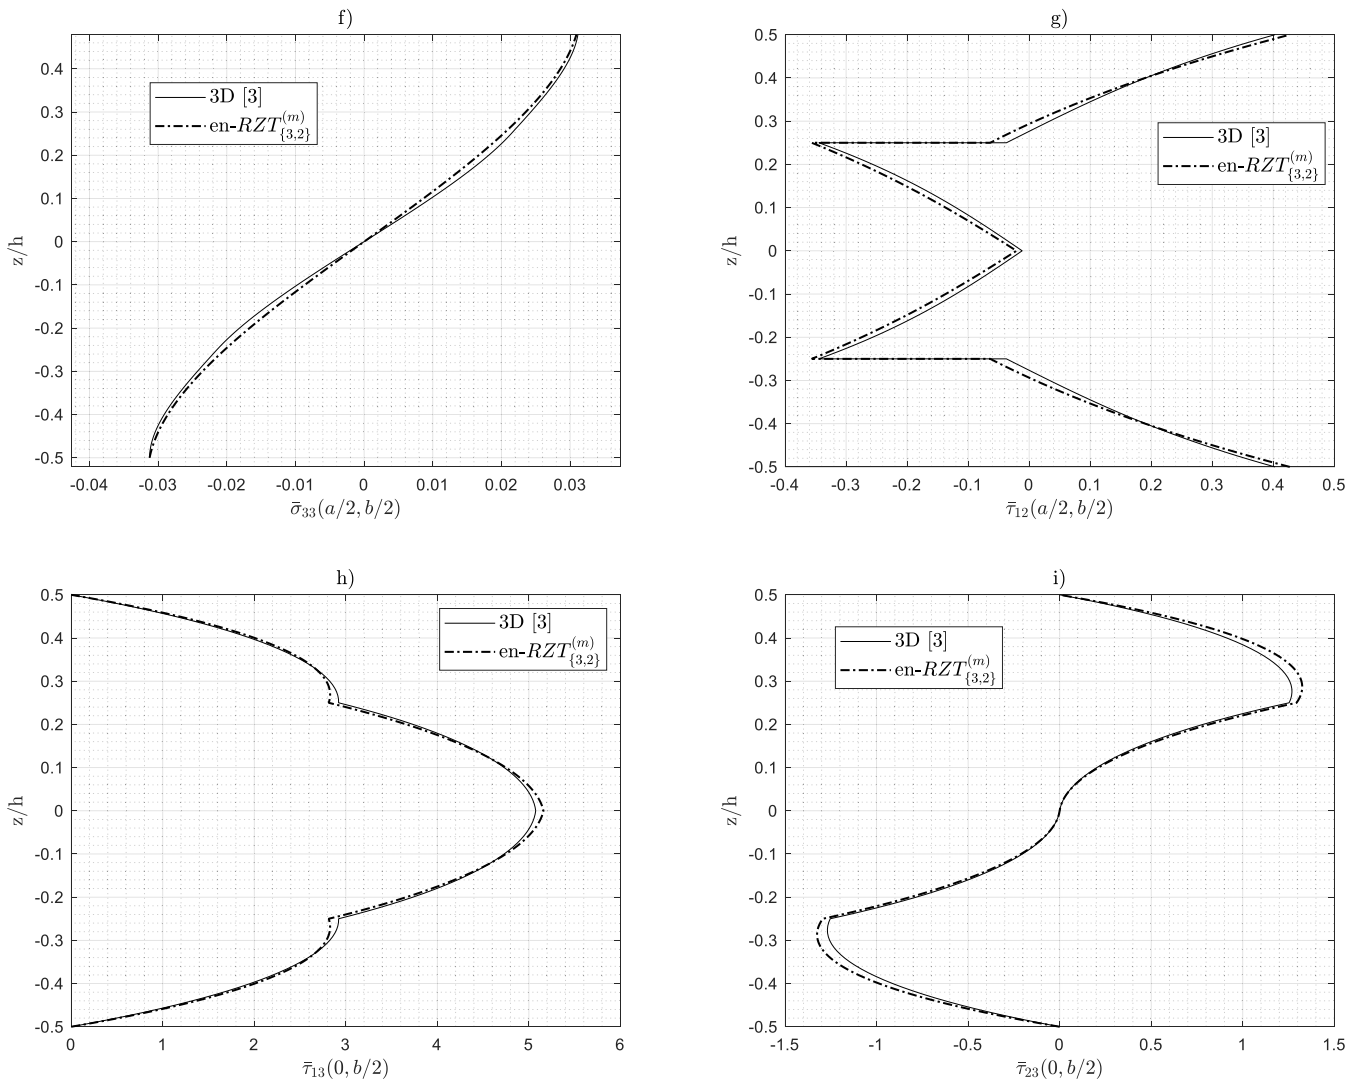 f)
0.4
0.3
0.2
0.1
0
-0.1
-0.2
-0.3
-0.4
-0.5
z/h
3D [3]
en-RZT^{(m)}_{{3,2}}
-0.04 -0.03 -0.02 -0.01 0 0.01 0.02 0.03
σ̄₃₃(a/2, b/2)
g)
0.5
0.4
0.3
0.2
0.1
0
-0.1
-0.2
-0.3
-0.4
-0.5
z/h
3D [3]
en-RZT^{(m)}_{{3,2}}
-0.4 -0.3 -0.2 -0.1 0 0.1 0.2 0.3 0.4 0.5
τ̄₁₂(a/2, b/2)
h)
0.5
0.4
0.3
0.2
0.1
0
-0.1
-0.2
-0.3
-0.4
-0.5
z/h
3D [3]
en-RZT^{(m)}_{{3,2}}
0 1 2 3 4 5 6
τ̄₁₃(0, b/2)
i)
0.5
0.4
0.3
0.2
0.1
0
-0.1
-0.2
-0.3
-0.4
-0.5
z/h
3D [3]
en-RZT^{(m)}_{{3,2}}
-1.5 -1 -0.5 0 0.5 1 1.5
τ̄₂₃(0, b/2)